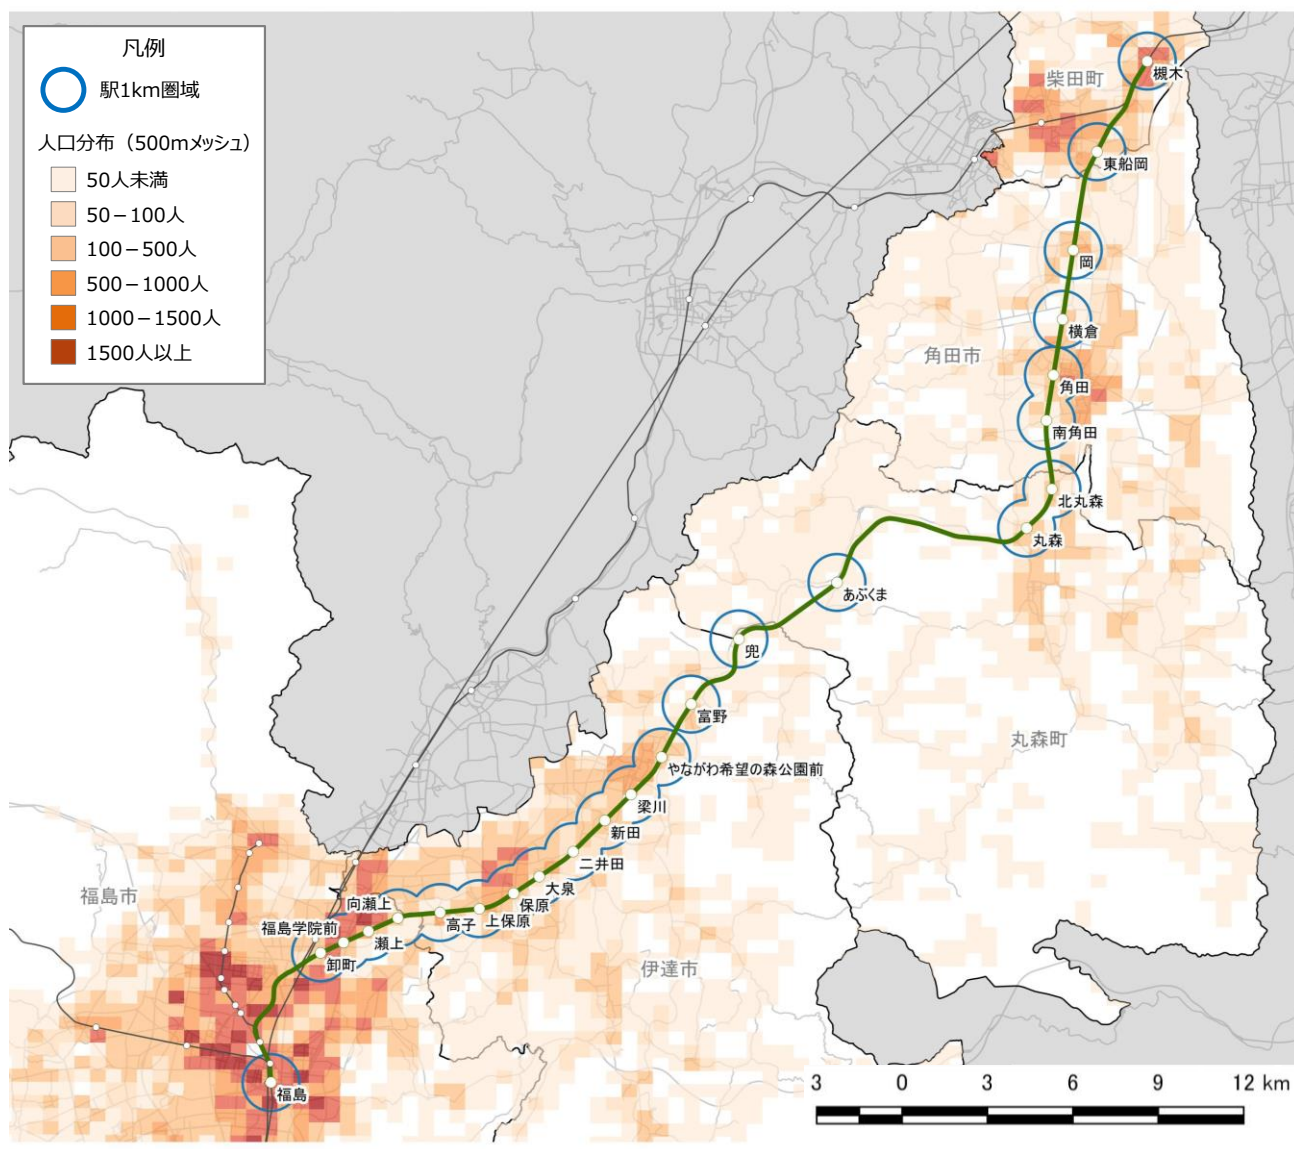 凡例
駅1km圏域
人口分布（500mメッシュ）
50人未満
50－100人
100－500人
500－1000人
1000－1500人
1500人以上
柴田町
槻木
東船岡
岡
横倉
角田市
角田
南角田
北丸森
丸森
あぶくま
兜
富野
丸森町
やながわ希望の森公園前
梁川
新田
二井田
大泉
保原
上保原
高子
向瀬上
瀬上
福島学院前
卸町
福島市
伊達市
福島
3 0 3 6 9 12 km